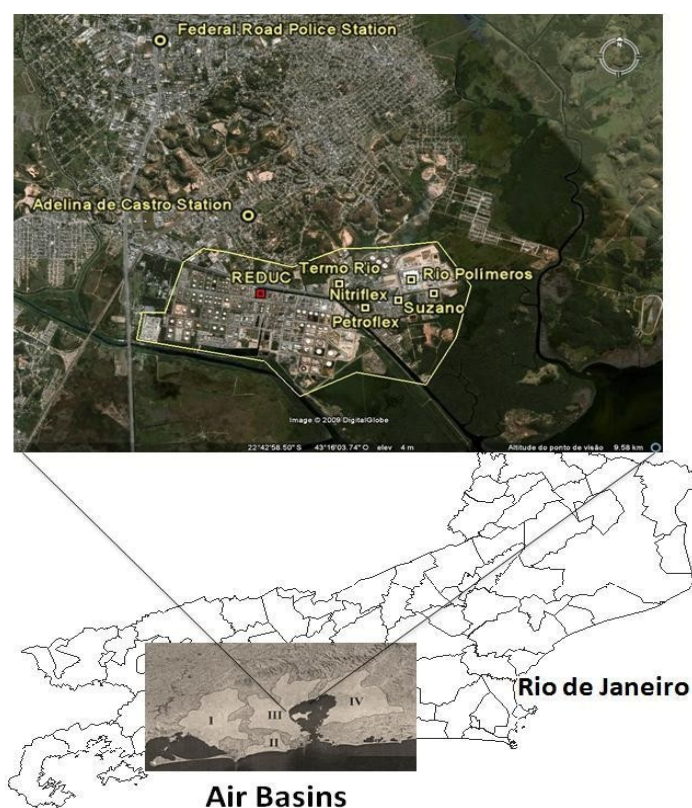 Federal Road Police Station
N
Adelina de Castro Station
REDUC
Termo Rio
Rio Polímeros
Nitriflex
Suzano
Petroflex
Image © 2009 DigitalGlobe
22°42'58.50" S 43°16'03.74" O elev 4 m Altitude do ponto de visão 9.58 km
I
II
III
IV
Rio de Janeiro
Air Basins